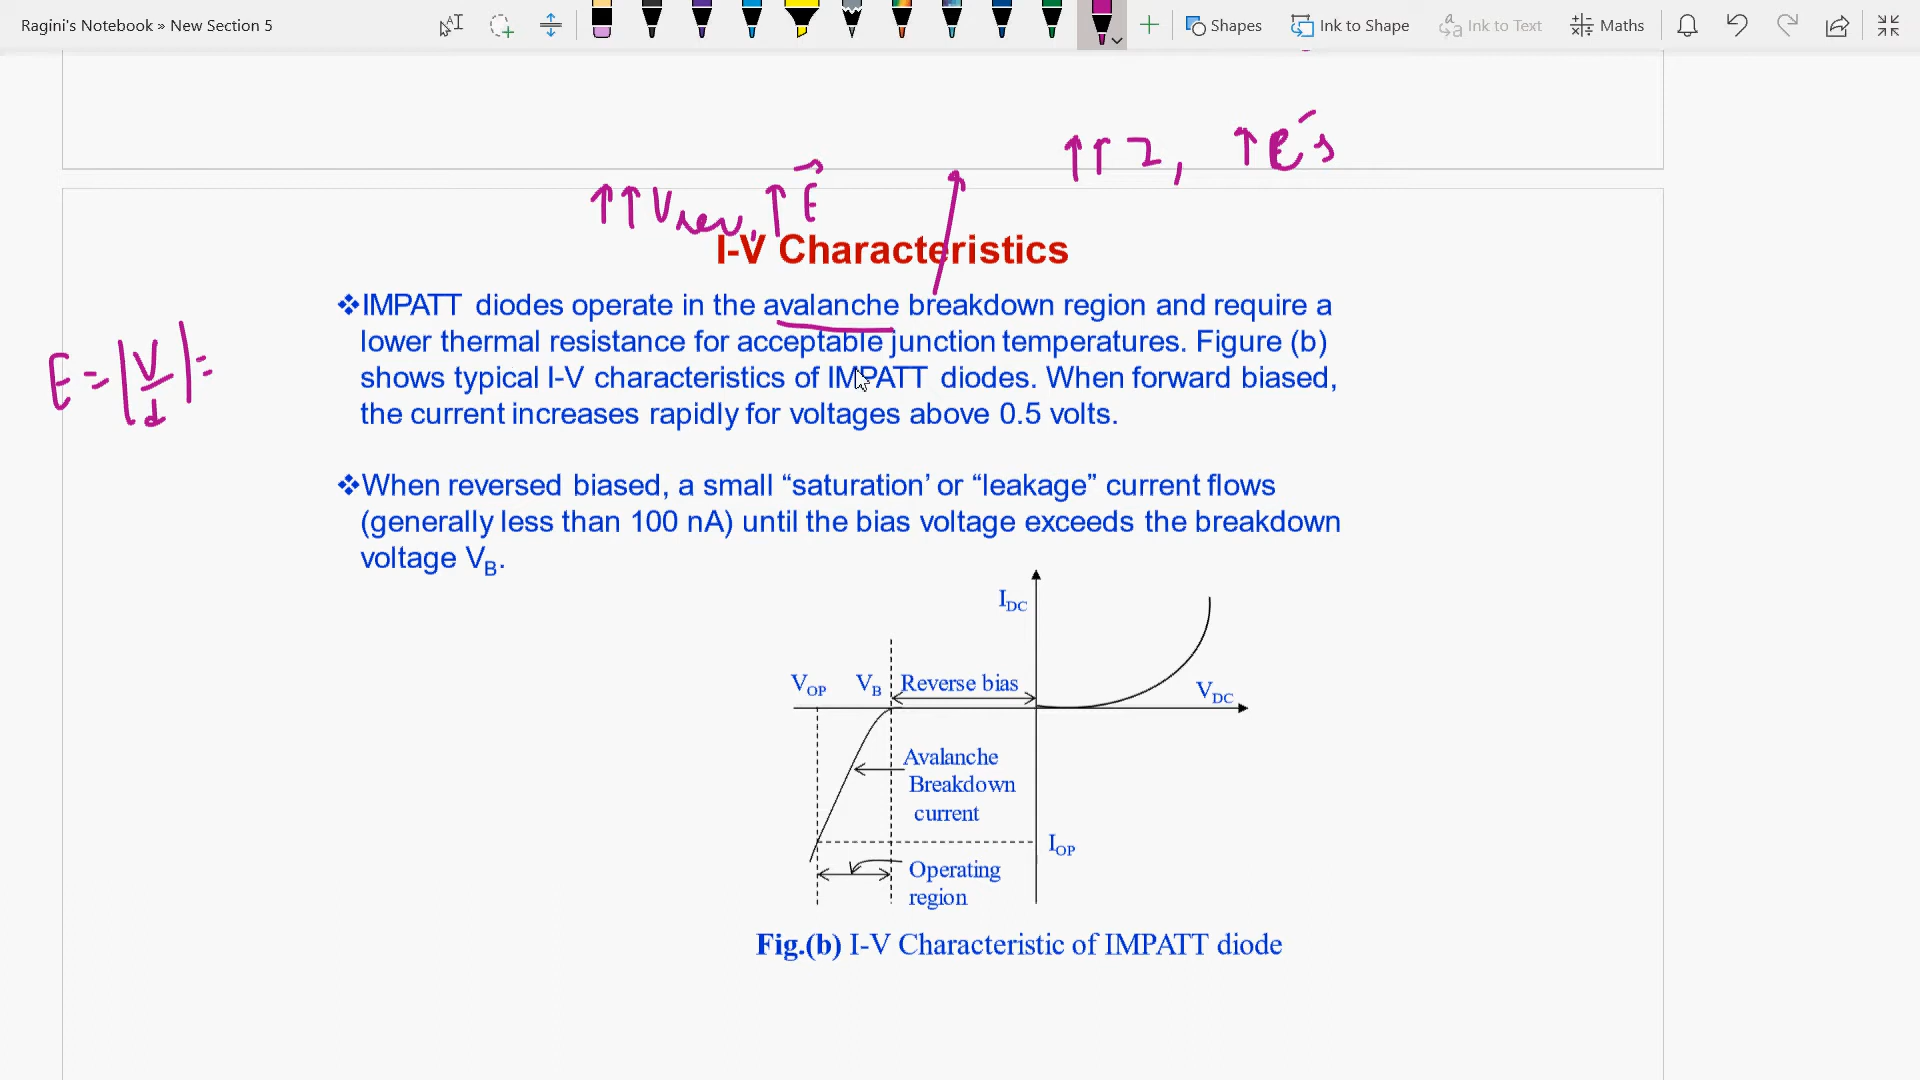 Ragini's Notebook » New Section 5
Shapes
Ink to Shape
Ink to Text
Maths
↑↑ I, ↑ e⁻s
↑↑ Vrev, ↑ E
I-V Characteristics
❖IMPATT diodes operate in the avalanche breakdown region and require a
lower thermal resistance for acceptable junction temperatures. Figure (b)
shows typical I-V characteristics of IMPATT diodes. When forward biased,
the current increases rapidly for voltages above 0.5 volts.
E = |V/d| =
❖When reversed biased, a small “saturation’ or “leakage” current flows
(generally less than 100 nA) until the bias voltage exceeds the breakdown
voltage VB.
IDC
VOP VB Reverse bias
VDC
Avalanche
Breakdown
current
IOP
Operating
region
Fig.(b) I-V Characteristic of IMPATT diode